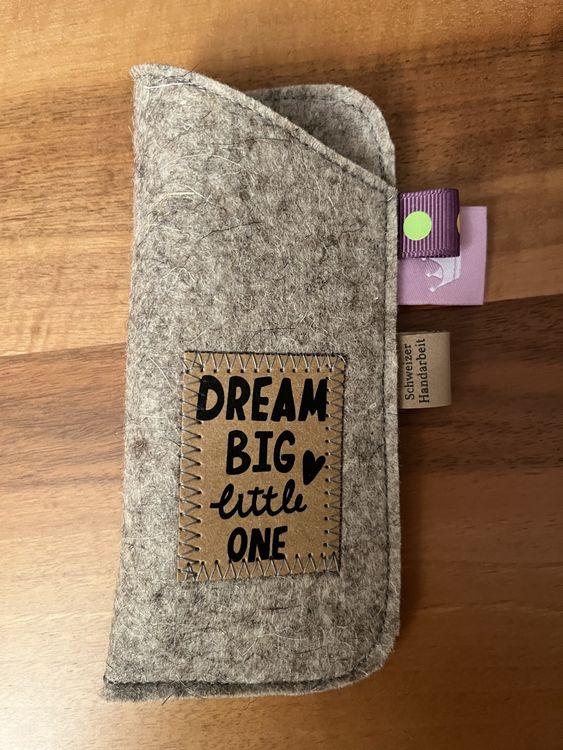 DREAM
BIG
little
ONE
Schweizer
Handarbeit